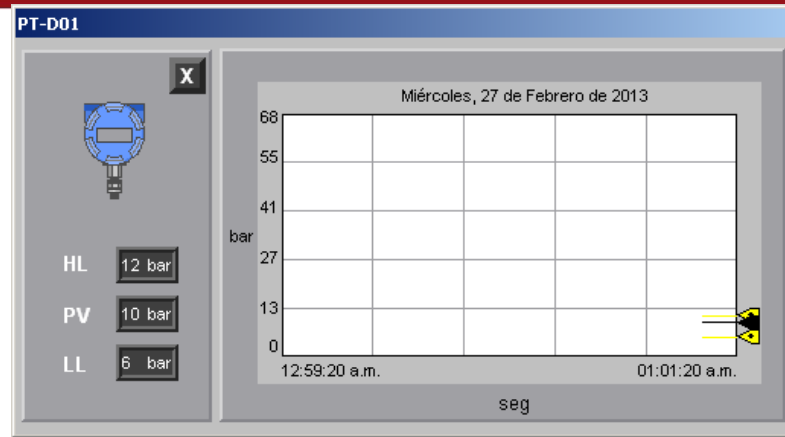 PT-D01
X
HL 12 bar
PV 10 bar
LL 6 bar
Miércoles, 27 de Febrero de 2013
68
55
41
bar
27
13
0
12:59:20 a.m. 01:01:20 a.m.
seg